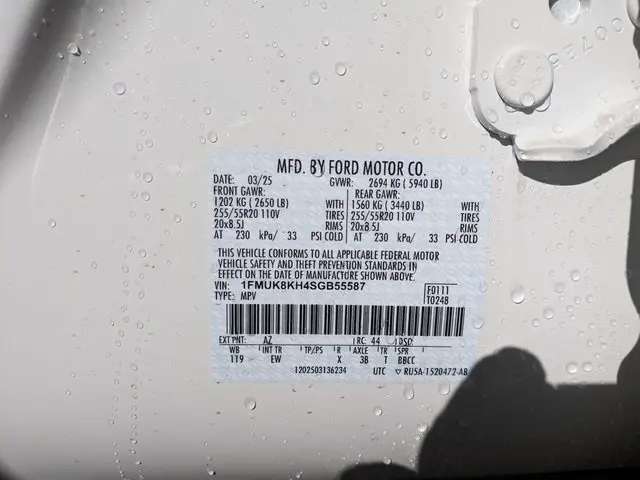 00725
MFD. BY FORD MOTOR CO.
DATE: 03/25 GVWR: 2694 KG ( 5940 LB)
FRONT GAWR: REAR GAWR:
1202 KG ( 2650 LB) WITH 1560 KG ( 3440 LB) WITH
255/55R20 110V TIRES 255/55R20 110V TIRES
20x8.5J RIMS 20x8.5J RIMS
AT 230 kPa/ 33 PSI COLD AT 230 kPa/ 33 PSI COLD
THIS VEHICLE CONFORMS TO ALL APPLICABLE FEDERAL MOTOR
VEHICLE SAFETY AND THEFT PREVENTION STANDARDS IN
EFFECT ON THE DATE OF MANUFACTURE SHOWN ABOVE.
VIN: 1FMUK8KH4SGB55587 F0111
TYPE: MPV T0248
EXT PNT: AZ RC: 44 DSO:
WB INT TR TP/PS R AXLE TR SPR
119 EW X 3B T BBCC
1202503136234 UTC ▽ RU5A-1520472-AB